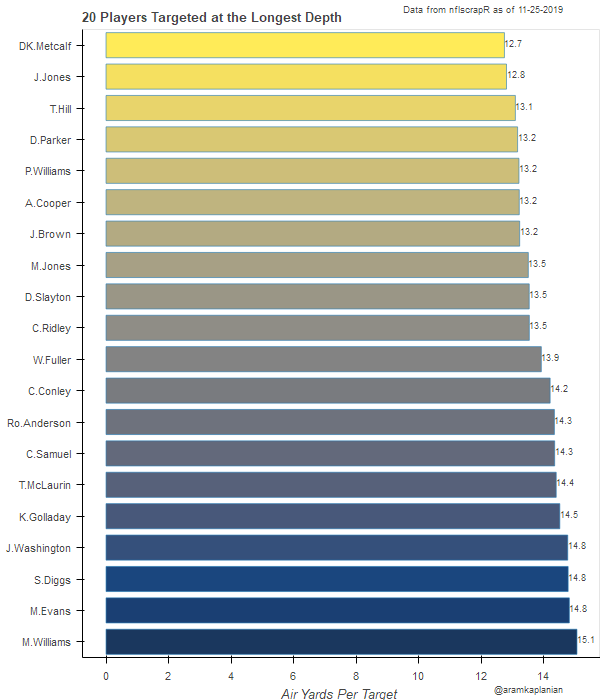 Data from nflscrapR as of 11-25-2019
20 Players Targeted at the Longest Depth
DK.Metcalf 12.7
J.Jones 12.8
T.Hill 13.1
D.Parker 13.2
P.Williams 13.2
A.Cooper 13.2
J.Brown 13.2
M.Jones 13.5
D.Slayton 13.5
C.Ridley 13.5
W.Fuller 13.9
C.Conley 14.2
Ro.Anderson 14.3
C.Samuel 14.3
T.McLaurin 14.4
K.Golladay 14.5
J.Washington 14.8
S.Diggs 14.8
M.Evans 14.8
M.Williams 15.1
0 2 4 6 8 10 12 14
Air Yards Per Target
@aramkaplanian